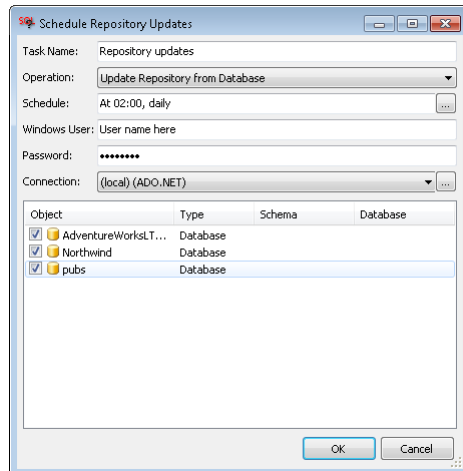 SQL Schedule Repository Updates
Task Name: Repository updates
Operation: Update Repository from Database
Schedule: At 02:00, daily ...
Windows User: User name here
Password: ••••••••
Connection: (local) (ADO.NET) ...
Object Type Schema Database
AdventureWorksLT... Database
Northwind Database
pubs Database
OK Cancel